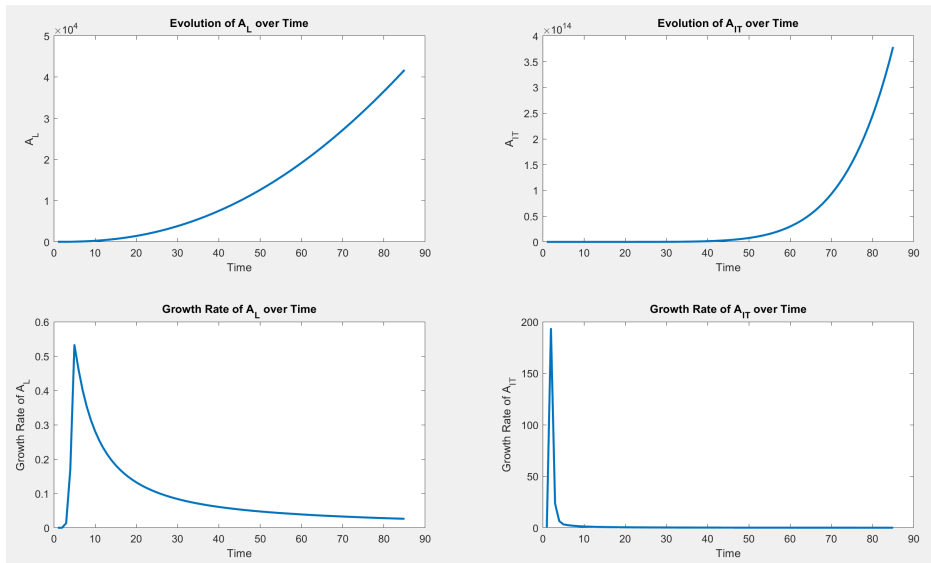 Evolution of A_L over Time
×10^4
5
4
3
2
1
0
A_L
0 10 20 30 40 50 60 70 80 90
Time
Evolution of A_IT over Time
×10^14
4
3.5
3
2.5
2
1.5
1
0.5
0
A_IT
0 10 20 30 40 50 60 70 80 90
Time
Growth Rate of A_L over Time
0.6
0.5
0.4
0.3
0.2
0.1
0
Growth Rate of A_L
0 10 20 30 40 50 60 70 80 90
Time
Growth Rate of A_IT over Time
200
150
100
50
0
Growth Rate of A_IT
0 10 20 30 40 50 60 70 80 90
Time